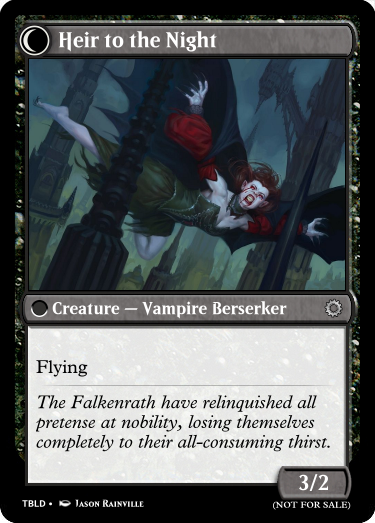 Heir to the Night
Creature — Vampire Berserker
Flying
The Falkenrath have relinquished all
pretense at nobility, losing themselves
completely to their all-consuming thirst.
3/2
TBLD • Jason Rainville
(NOT FOR SALE)